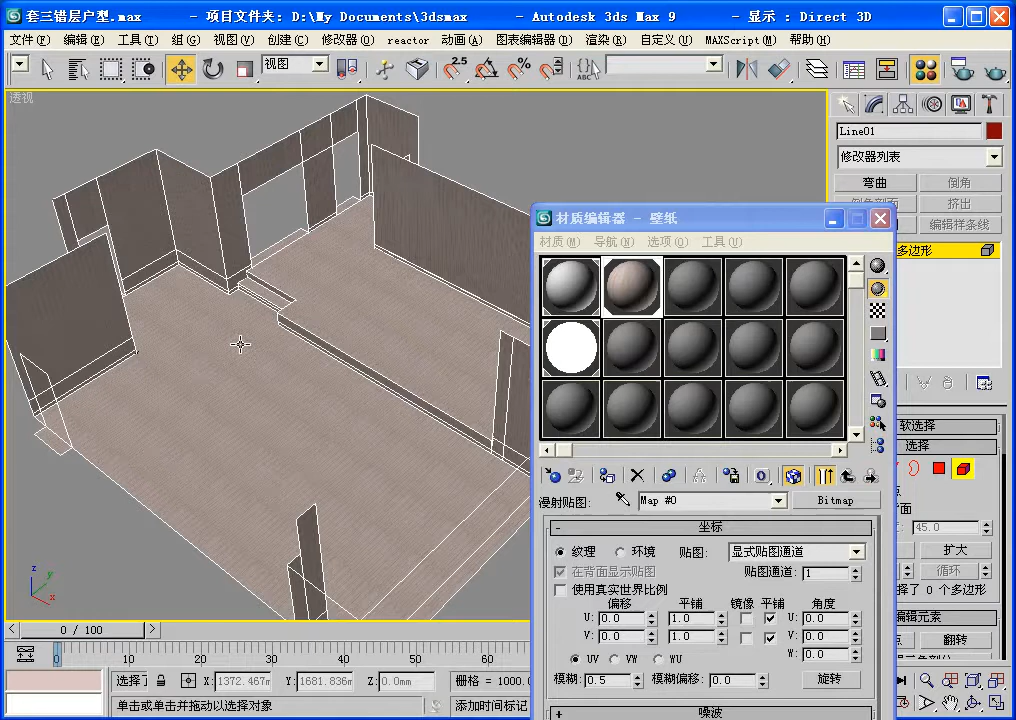 套三错层户型.max - 项目文件夹: D:\My Documents\3dsmax - Autodesk 3ds Max 9 - 显示 : Direct 3D
文件(F) 编辑(E) 工具(T) 组(G) 视图(V) 创建(C) 修改器(O) reactor 动画(A) 图表编辑器(D) 渲染(R) 自定义(U) MAXScript(M) 帮助(H)
视图 2.5 % ABC
透视
Line01
修改器列表
弯曲 倒角
挤出
编辑样条线
多边形
材质编辑器 - 壁纸
材质(M) 导航(N) 选项(O) 工具(U)
漫射贴图: Map #0 Bitmap
- 坐标
纹理 环境 贴图: 显式贴图通道
在背面显示贴图 贴图通道: 1
使用真实世界比例
偏移 平铺 镜像 平铺 角度
U: 0.0 1.0 U: 0.0
V: 0.0 1.0 V: 0.0
W: 0.0
UV VW WU
模糊: 0.5 模糊偏移: 0.0 旋转
+ 噪波
软选择
选择
45.0
扩大
循环
择了 0 个多边形
编辑元素
翻转
z
y
x
0 / 100
0 10 20 30 40 50 60
选择了 X: 1372.467m Y: 1681.836m Z: 0.0mm 栅格 = 1000.0
单击或单击并拖动以选择对象 添加时间标记